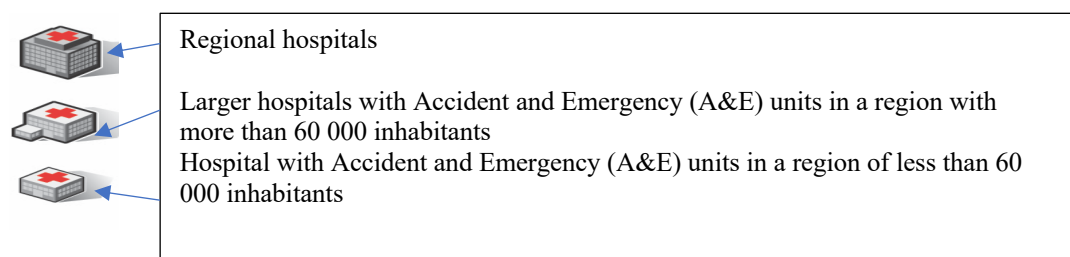 Regional hospitals
Larger hospitals with Accident and Emergency (A&E) units in a region with
more than 60 000 inhabitants
Hospital with Accident and Emergency (A&E) units in a region of less than 60
000 inhabitants